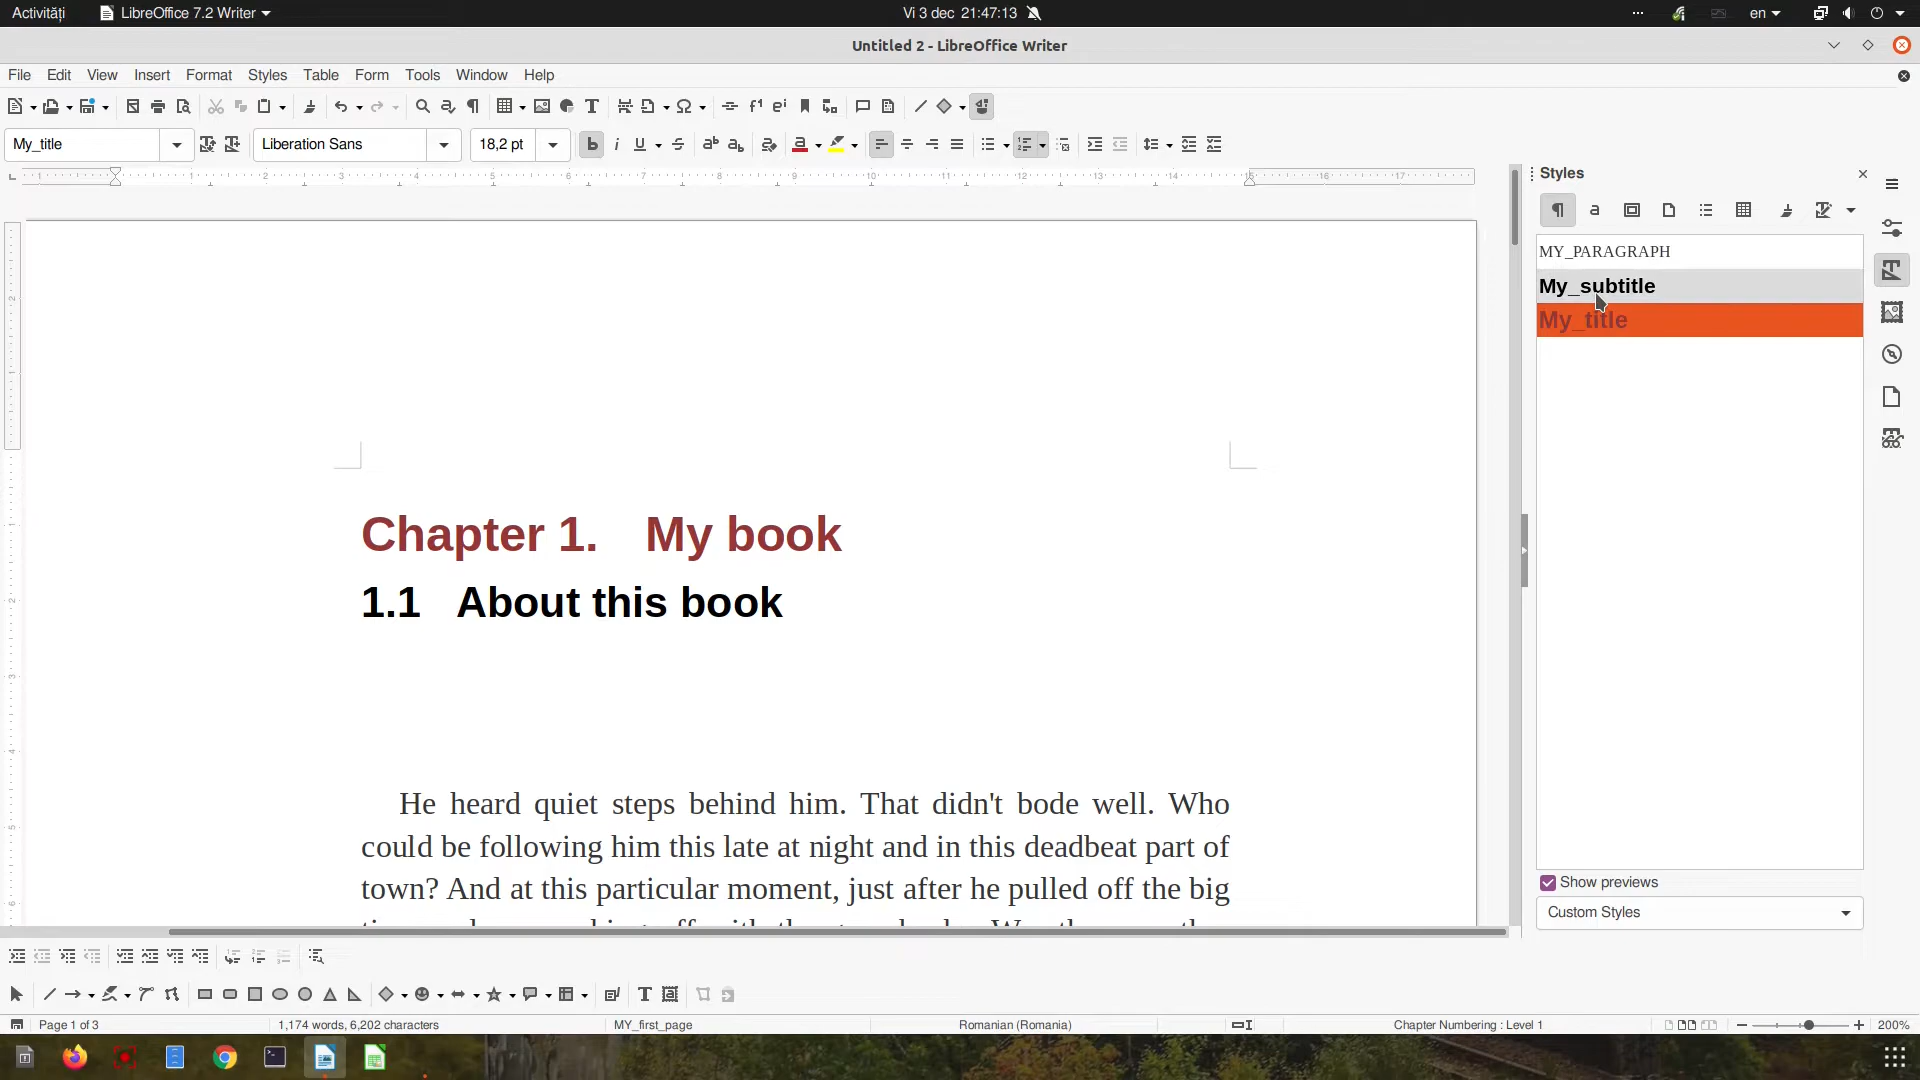 Activități LibreOffice 7.2 Writer Vi 3 dec 21:47:13 en
Untitled 2 - LibreOffice Writer
File Edit View Insert Format Styles Table Form Tools Window Help
My_title Liberation Sans 18,2 pt
Styles
MY_PARAGRAPH
My_subtitle
My_title
Chapter 1. My book
1.1 About this book
He heard quiet steps behind him. That didn't bode well. Who
could be following him this late at night and in this deadbeat part of
town? And at this particular moment, just after he pulled off the big
Show previews
Custom Styles
Page 1 of 3 1,174 words, 6,202 characters MY_first_page Romanian (Romania) Chapter Numbering : Level 1 200%